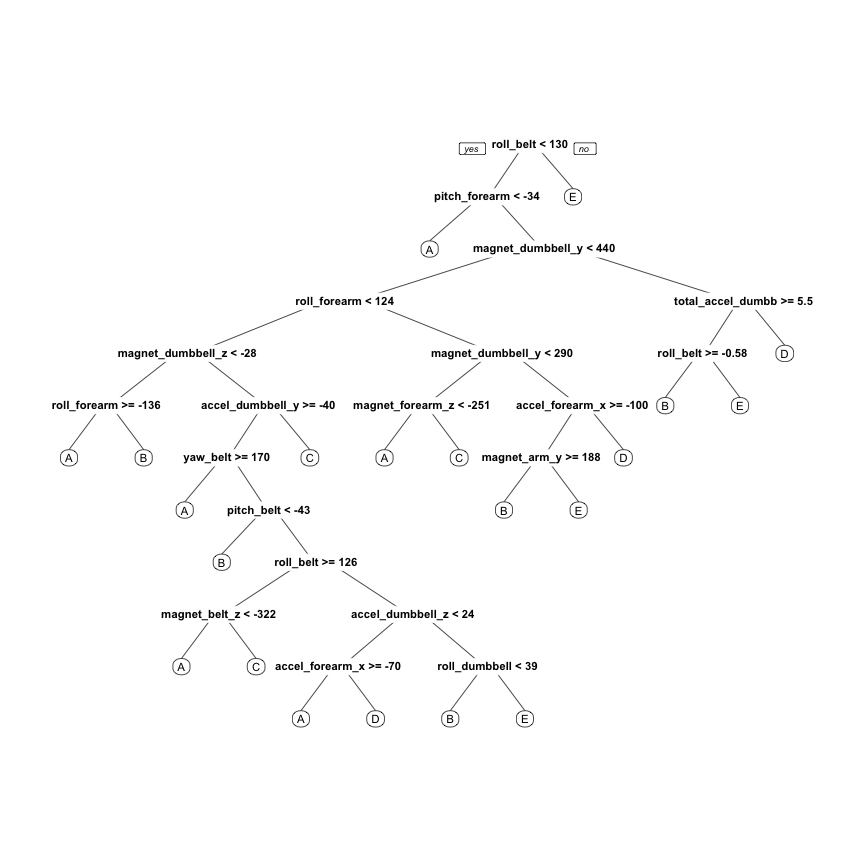 yes roll_belt < 130 no
pitch_forearm < -34 E
A magnet_dumbbell_y < 440
roll_forearm < 124 total_accel_dumbb >= 5.5
magnet_dumbbell_z < -28 magnet_dumbbell_y < 290 roll_belt >= -0.58 D
roll_forearm >= -136 accel_dumbbell_y >= -40 magnet_forearm_z < -251 accel_forearm_x >= -100 B E
A B yaw_belt >= 170 C A C magnet_arm_y >= 188 D
A pitch_belt < -43 B E
B roll_belt >= 126
magnet_belt_z < -322 accel_dumbbell_z < 24
A C accel_forearm_x >= -70 roll_dumbbell < 39
A D B E